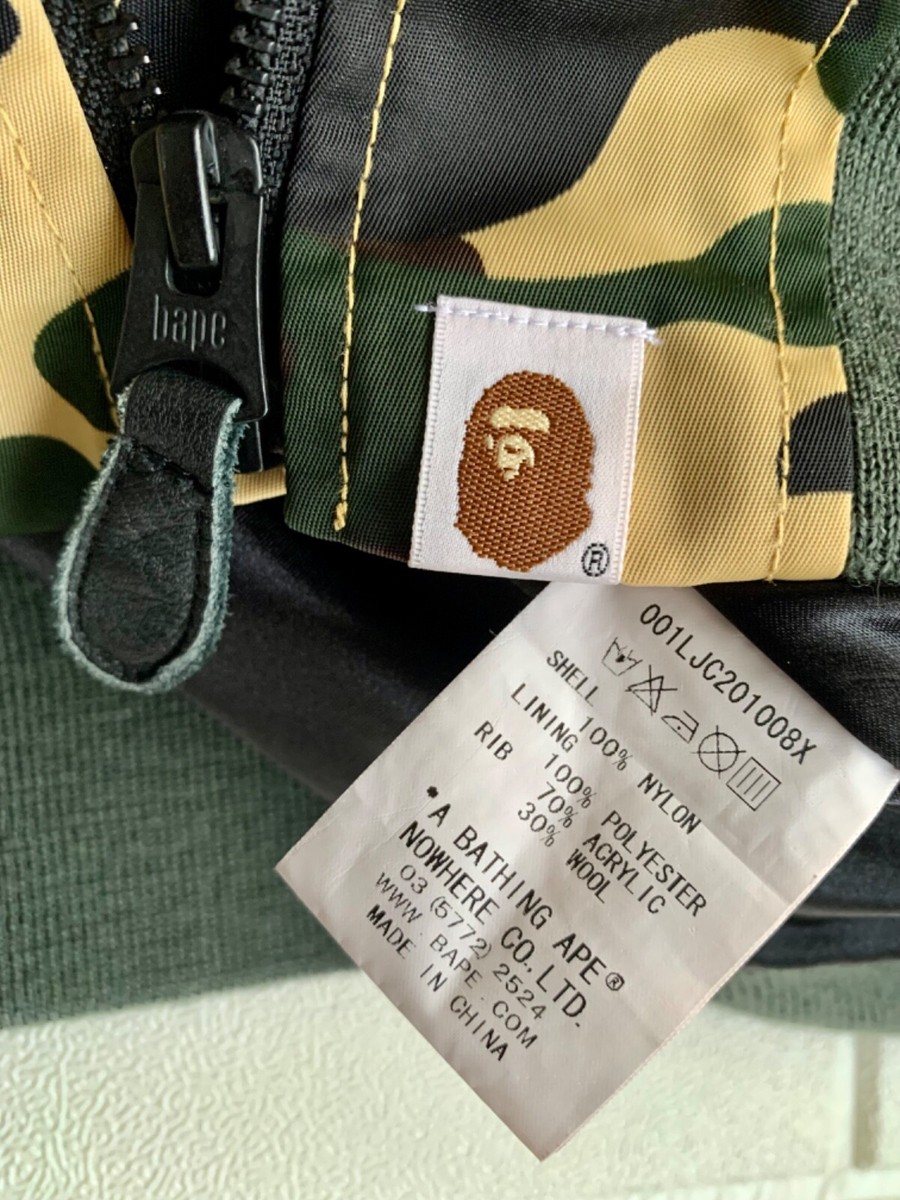 bape
®
001LJC201008X
SHELL 100% NYLON
LINING 100% POLYESTER
RIB 70% ACRYLIC
30% WOOL
*A BATHING APE®
NOWHERE CO., LTD.
03 (5772) 2524
WWW. BAPE. COM
MADE IN CHINA